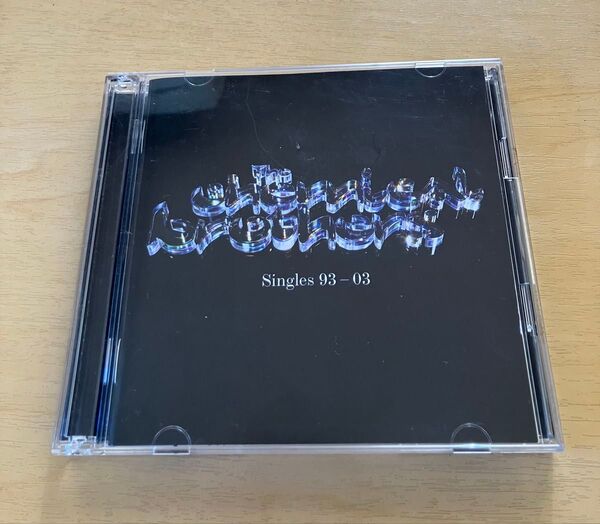 the
chemical
brothers
Singles 93 – 03